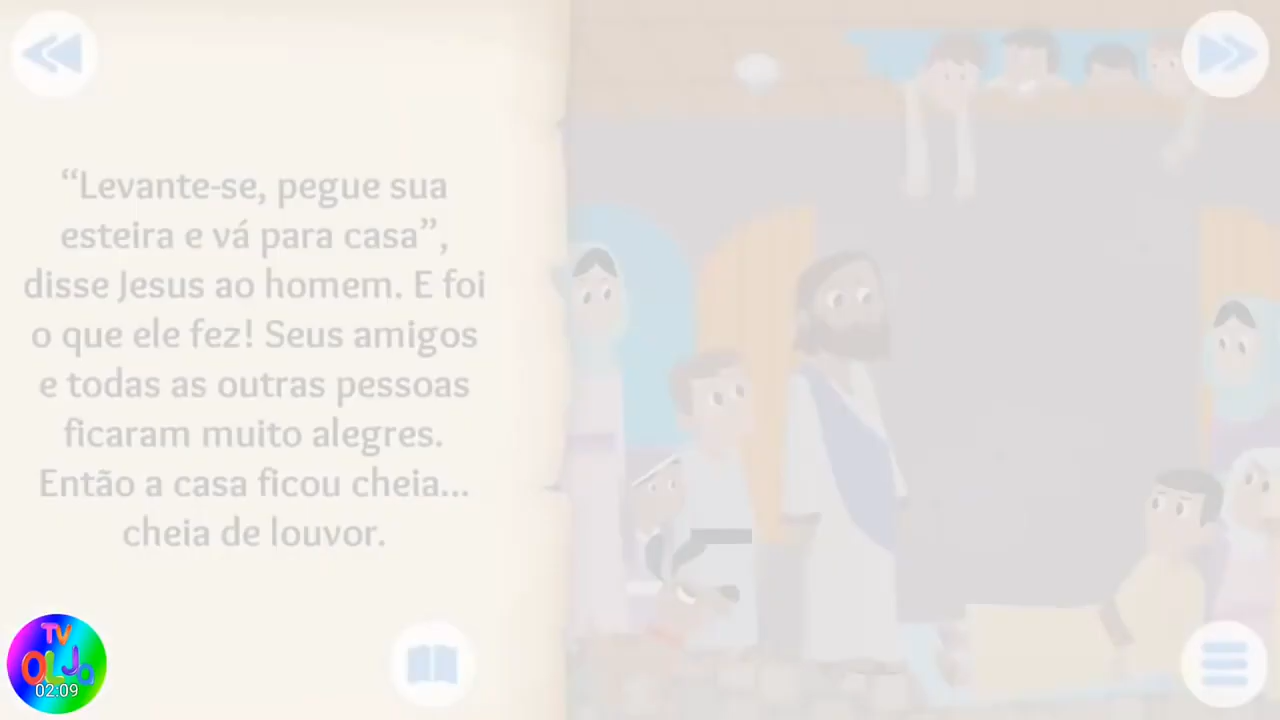 “Levante-se, pegue sua
esteira e vá para casa”,
disse Jesus ao homem. E foi
o que ele fez! Seus amigos
e todas as outras pessoas
ficaram muito alegres.
Então a casa ficou cheia...
cheia de louvor.
TV
OLJa
02:09